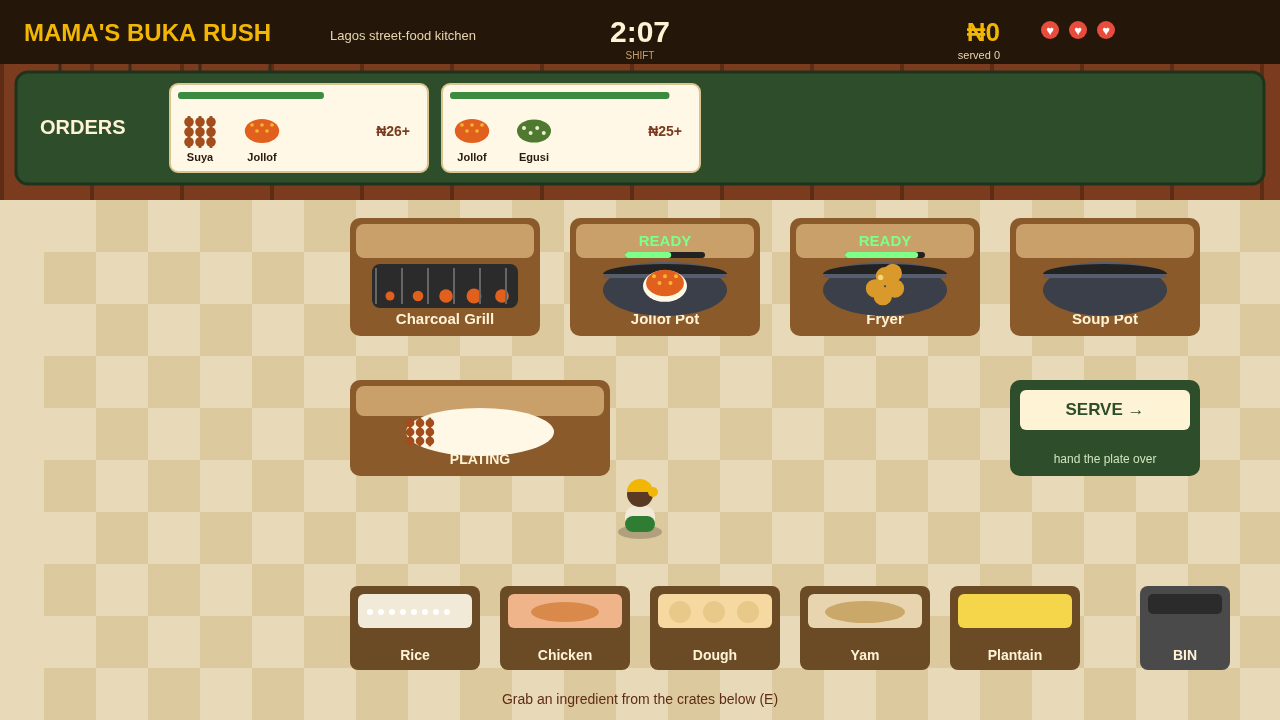 MAMA'S BUKA RUSH
Lagos street-food kitchen
2:07
SHIFT
₦0
served 0
ORDERS
Suya
Jollof
₦26+
Jollof
Egusi
₦25+
READY
READY
Charcoal Grill
Jollof Pot
Fryer
Soup Pot
PLATING
SERVE →
hand the plate over
Rice
Chicken
Dough
Yam
Plantain
BIN
Grab an ingredient from the crates below (E)